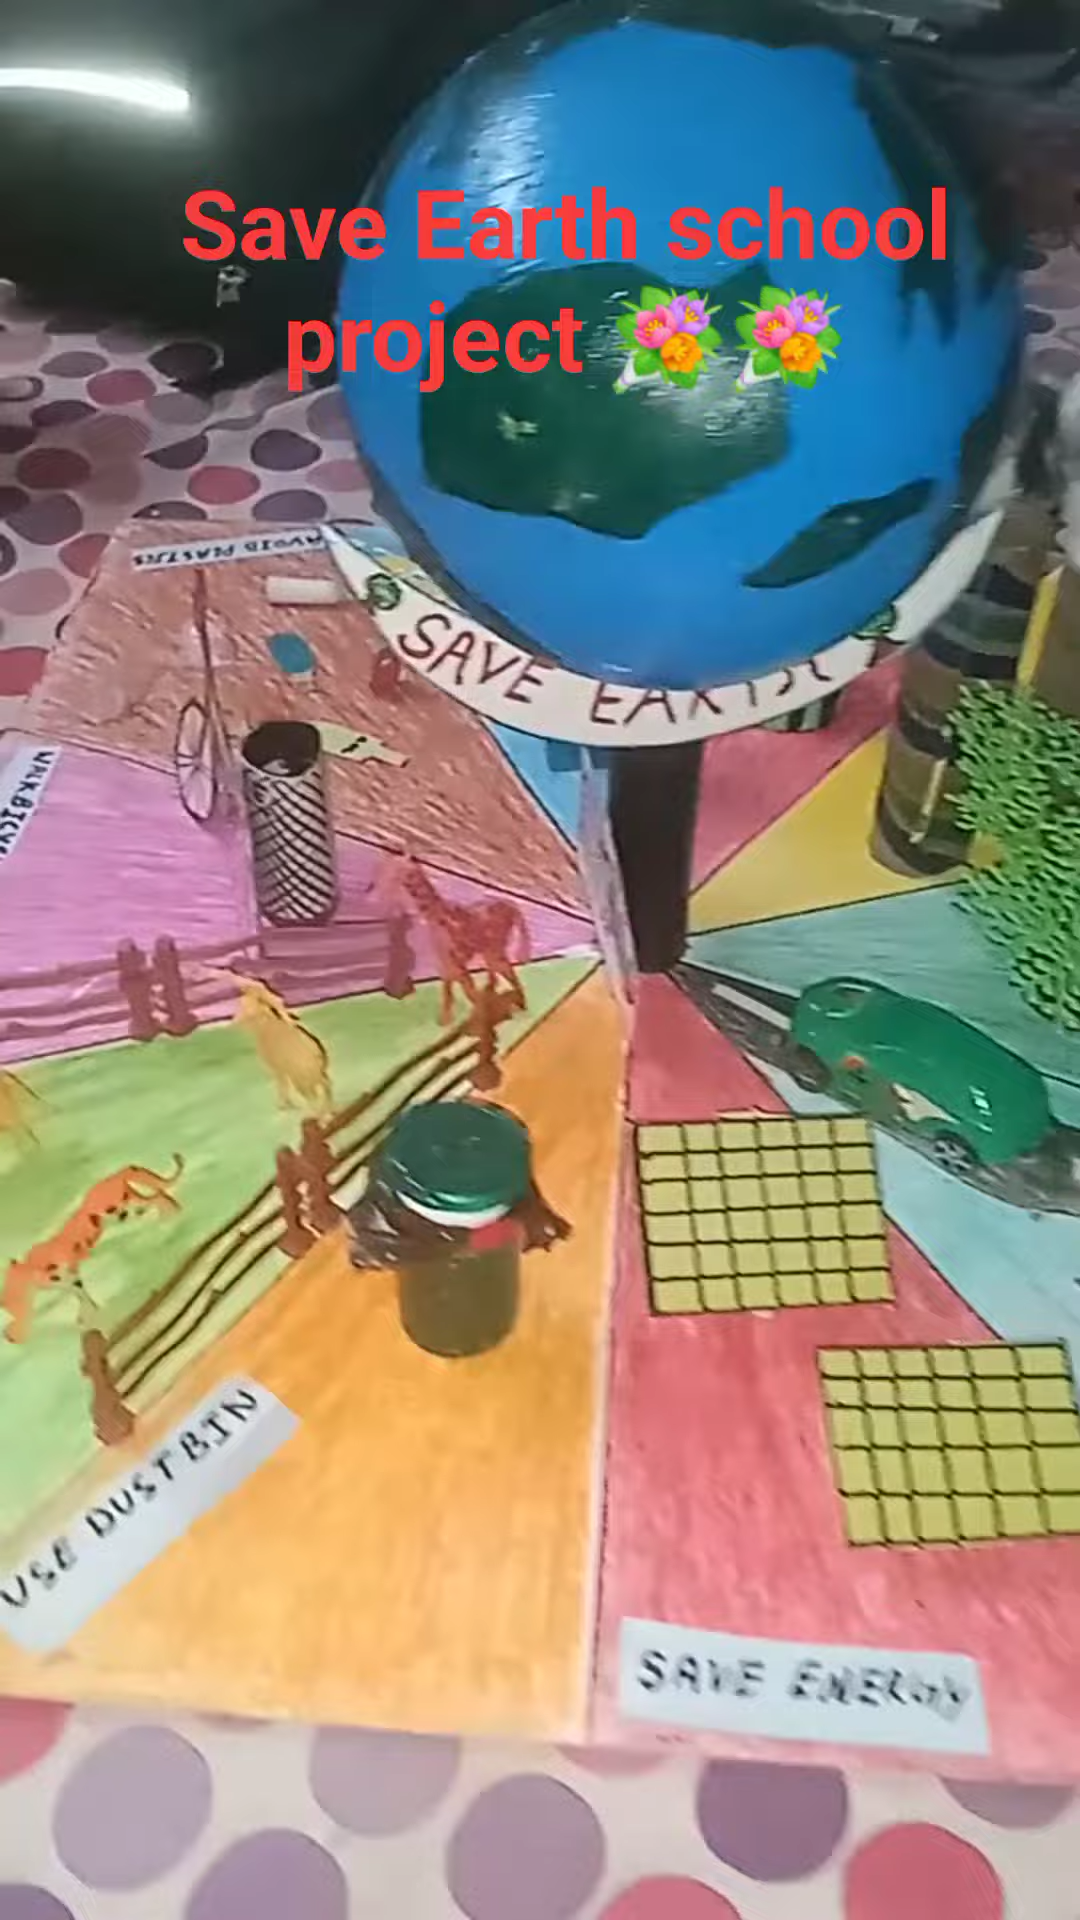 Save Earth school
project
AVOID PLASTIC
SAVE EARTH
USE DUSTBIN
SAVE ENERGY